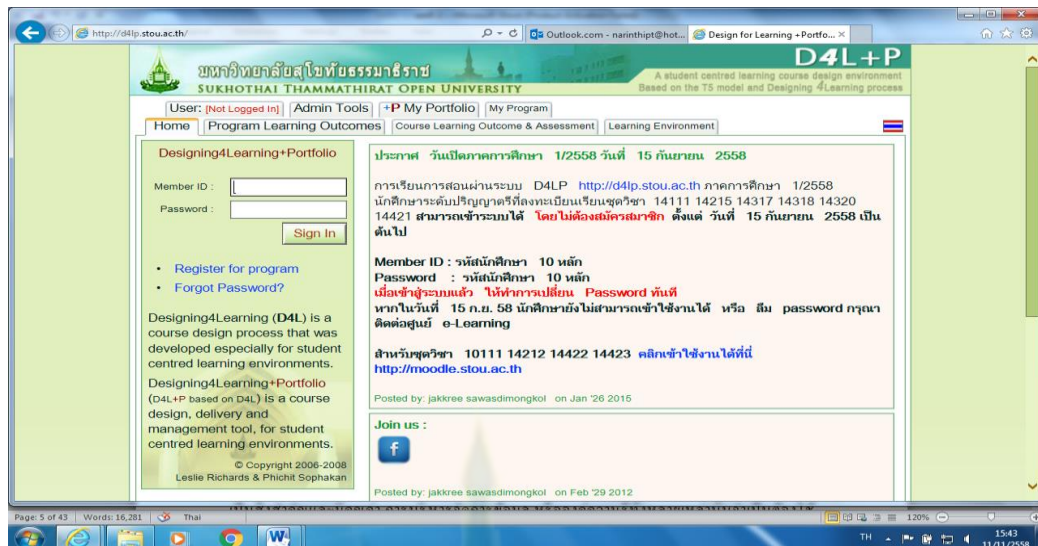 http://d4lp.stou.ac.th/
Outlook.com - narinthipt@hot...
Design for Learning +Portfo...
มหาวิทยาลัยสุโขทัยธรรมาธิราช
SUKHOTHAI THAMMATHIRAT OPEN UNIVERSITY
D4L+P
A student centred learning course design environment
Based on the T5 model and Designing 4Learning process
User: [Not Logged In] Admin Tools +P My Portfolio My Program
Home Program Learning Outcomes Course Learning Outcome & Assessment Learning Environment
Designing4Learning+Portfolio
Member ID :
Password :
Sign In
• Register for program
• Forgot Password?
Designing4Learning (D4L) is a
course design process that was
developed especially for student
centred learning environments.
Designing4Learning+Portfolio
(D4L+P based on D4L) is a course
design, delivery and
management tool, for student
centred learning environments.
© Copyright 2006-2008
Leslie Richards & Phichit Sophakan
ประกาศ วันเปิดภาคการศึกษา 1/2558 วันที่ 15 กันยายน 2558
การเรียนการสอนผ่านระบบ D4LP http://d4lp.stou.ac.th ภาคการศึกษา 1/2558
นักศึกษาระดับปริญญาตรีที่ลงทะเบียนเรียนชุดวิชา 14111 14215 14317 14318 14320
14421 สามารถเข้าระบบได้ โดยไม่ต้องสมัครสมาชิก ตั้งแต่ วันที่ 15 กันยายน 2558 เป็น
ต้นไป
Member ID : รหัสนักศึกษา 10 หลัก
Password : รหัสนักศึกษา 10 หลัก
เมื่อเข้าสู่ระบบแล้ว ให้ทำการเปลี่ยน Password ทันที
หากในวันที่ 15 ก.ย. 58 นักศึกษายังไม่สามารถเข้าใช้งานได้ หรือ ลืม password กรุณา
ติดต่อศูนย์ e-Learning
สำหรับชุดวิชา 10111 14212 14422 14423 คลิกเข้าใช้งานได้ที่นี่
http://moodle.stou.ac.th
Posted by: jakkree sawasdimongkol on Jan '26 2015
Join us :
f
Posted by: jakkree sawasdimongkol on Feb '29 2012
Page: 5 of 43 Words: 16,281 Thai 120%
TH 15:43
11/11/2558